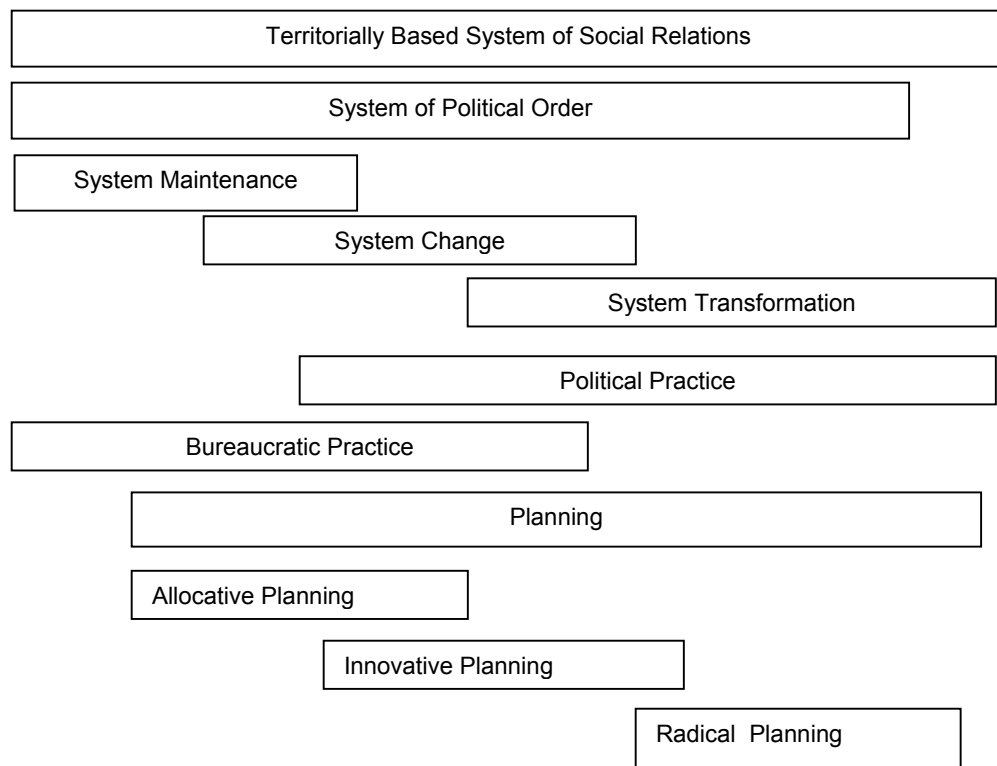 Territorially Based System of Social Relations
System of Political Order
System Maintenance
System Change
System Transformation
Political Practice
Bureaucratic Practice
Planning
Allocative Planning
Innovative Planning
Radical Planning